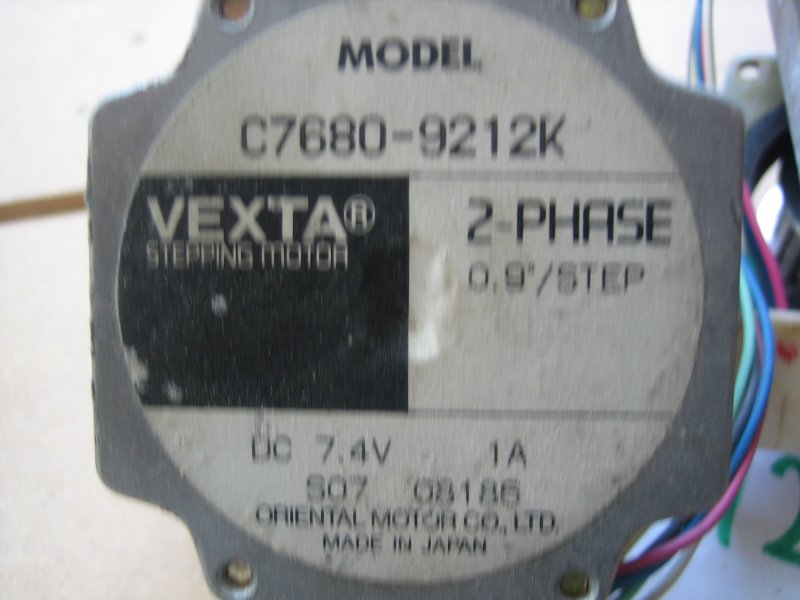 MODEL
C7680-9212K
VEXTA®
STEPPING MOTOR
2-PHASE
0.9°/STEP
DC 7.4V 1A
S07 08186
ORIENTAL MOTOR CO., LTD.
MADE IN JAPAN